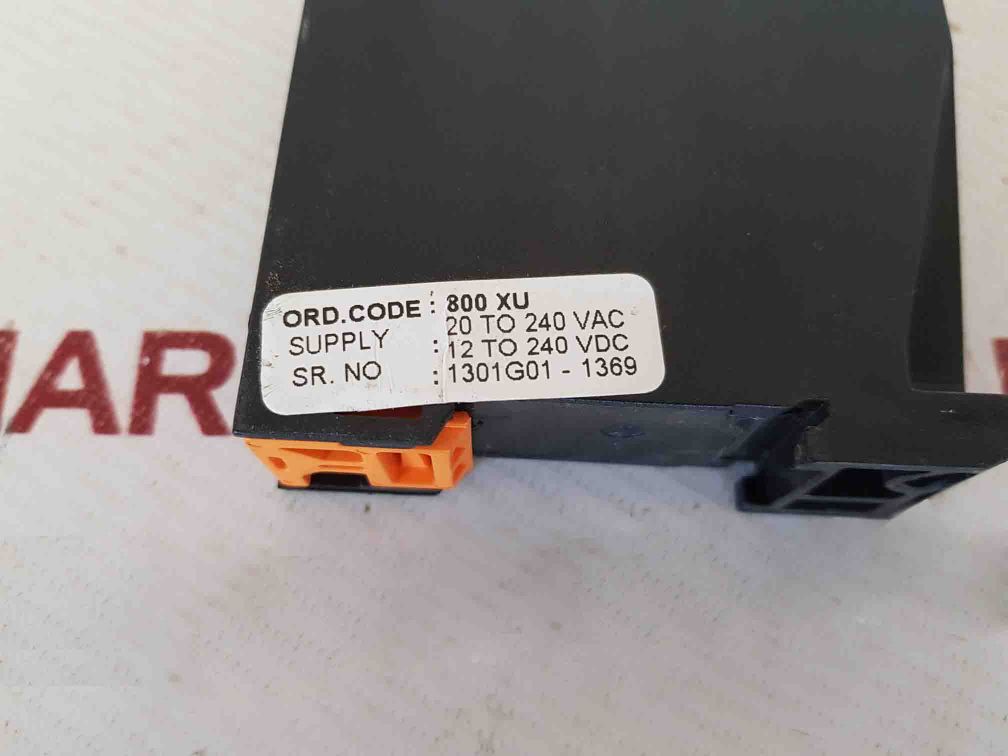 ORD.CODE : 800 XU
20 TO 240 VAC
SUPPLY : 12 TO 240 VDC
SR. NO : 1301G01 - 1369